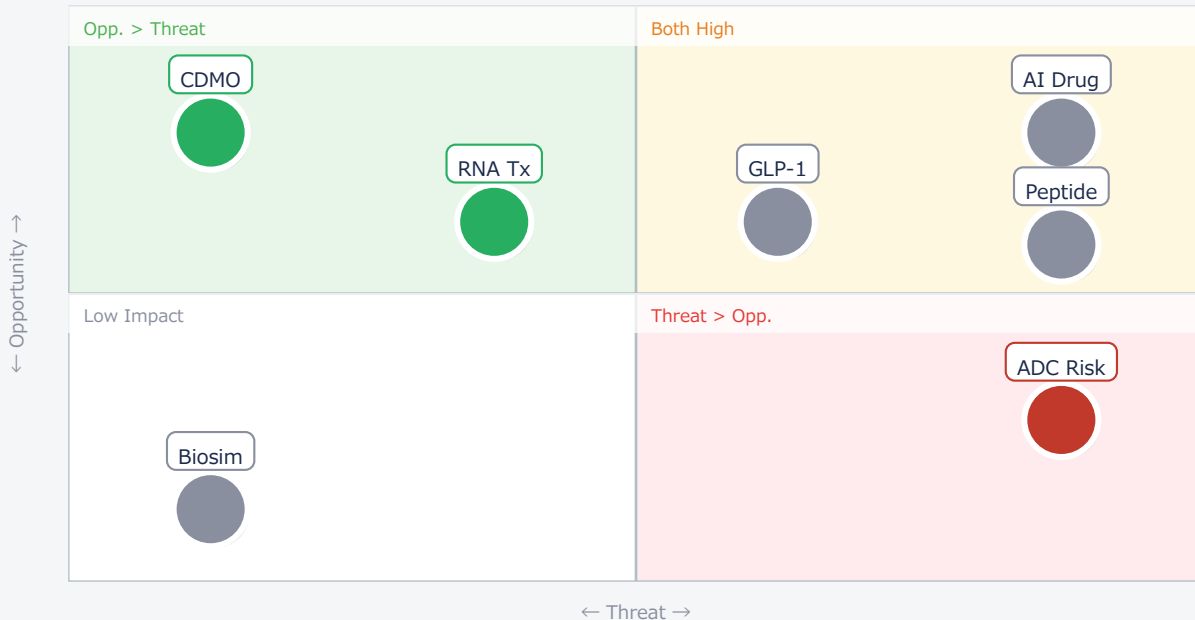 Opp. > Threat
Both High
CDMO
AI Drug
RNA Tx
GLP-1
Peptide
← Opportunity →
Low Impact
Threat > Opp.
ADC Risk
Biosim
← Threat →